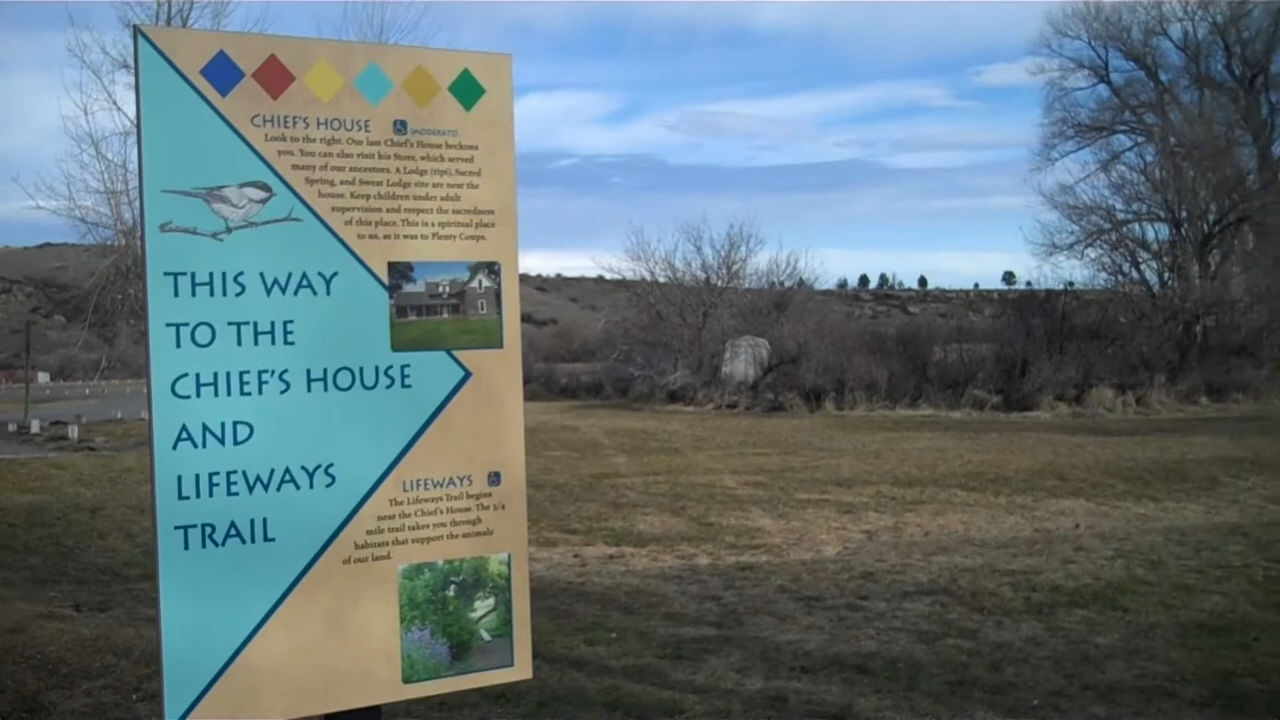 CHIEF'S HOUSE (MODERATE)
Look to the right. Our last Chief's House beckons
you. You can also visit his Store, which served
many of our ancestors. A Lodge (tipi), Sacred
Spring, and Sweat Lodge site are near the
house. Keep children under adult
supervision and respect the sacredness
of this place. This is a spiritual place
to us, as it was to Plenty Coups.
THIS WAY
TO THE
CHIEF'S HOUSE
AND
LIFEWAYS
TRAIL
LIFEWAYS
The Lifeways Trail begins
near the Chief's House. The 3/4
mile trail takes you through
habitats that support the animals
of our land.